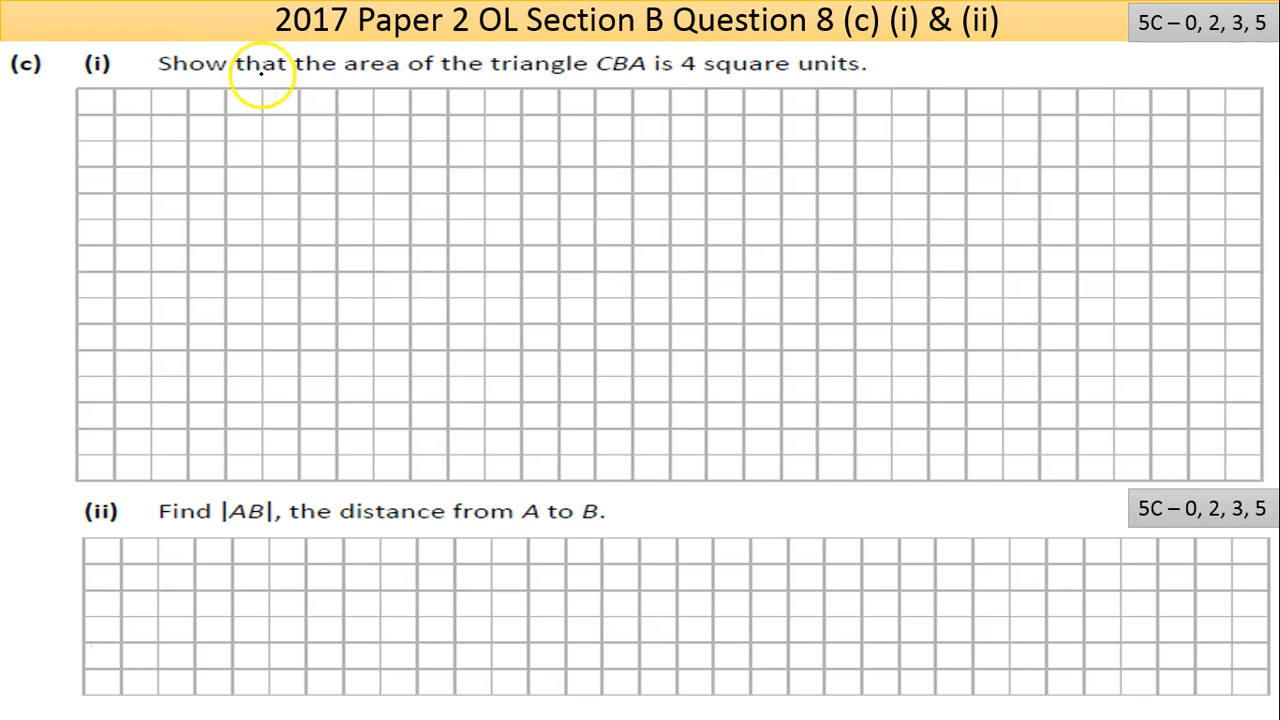 2017 Paper 2 OL Section B Question 8 (c) (i) & (ii)
5C – 0, 2, 3, 5
(c) (i) Show that the area of the triangle CBA is 4 square units.
(ii) Find |AB|, the distance from A to B.
5C – 0, 2, 3, 5